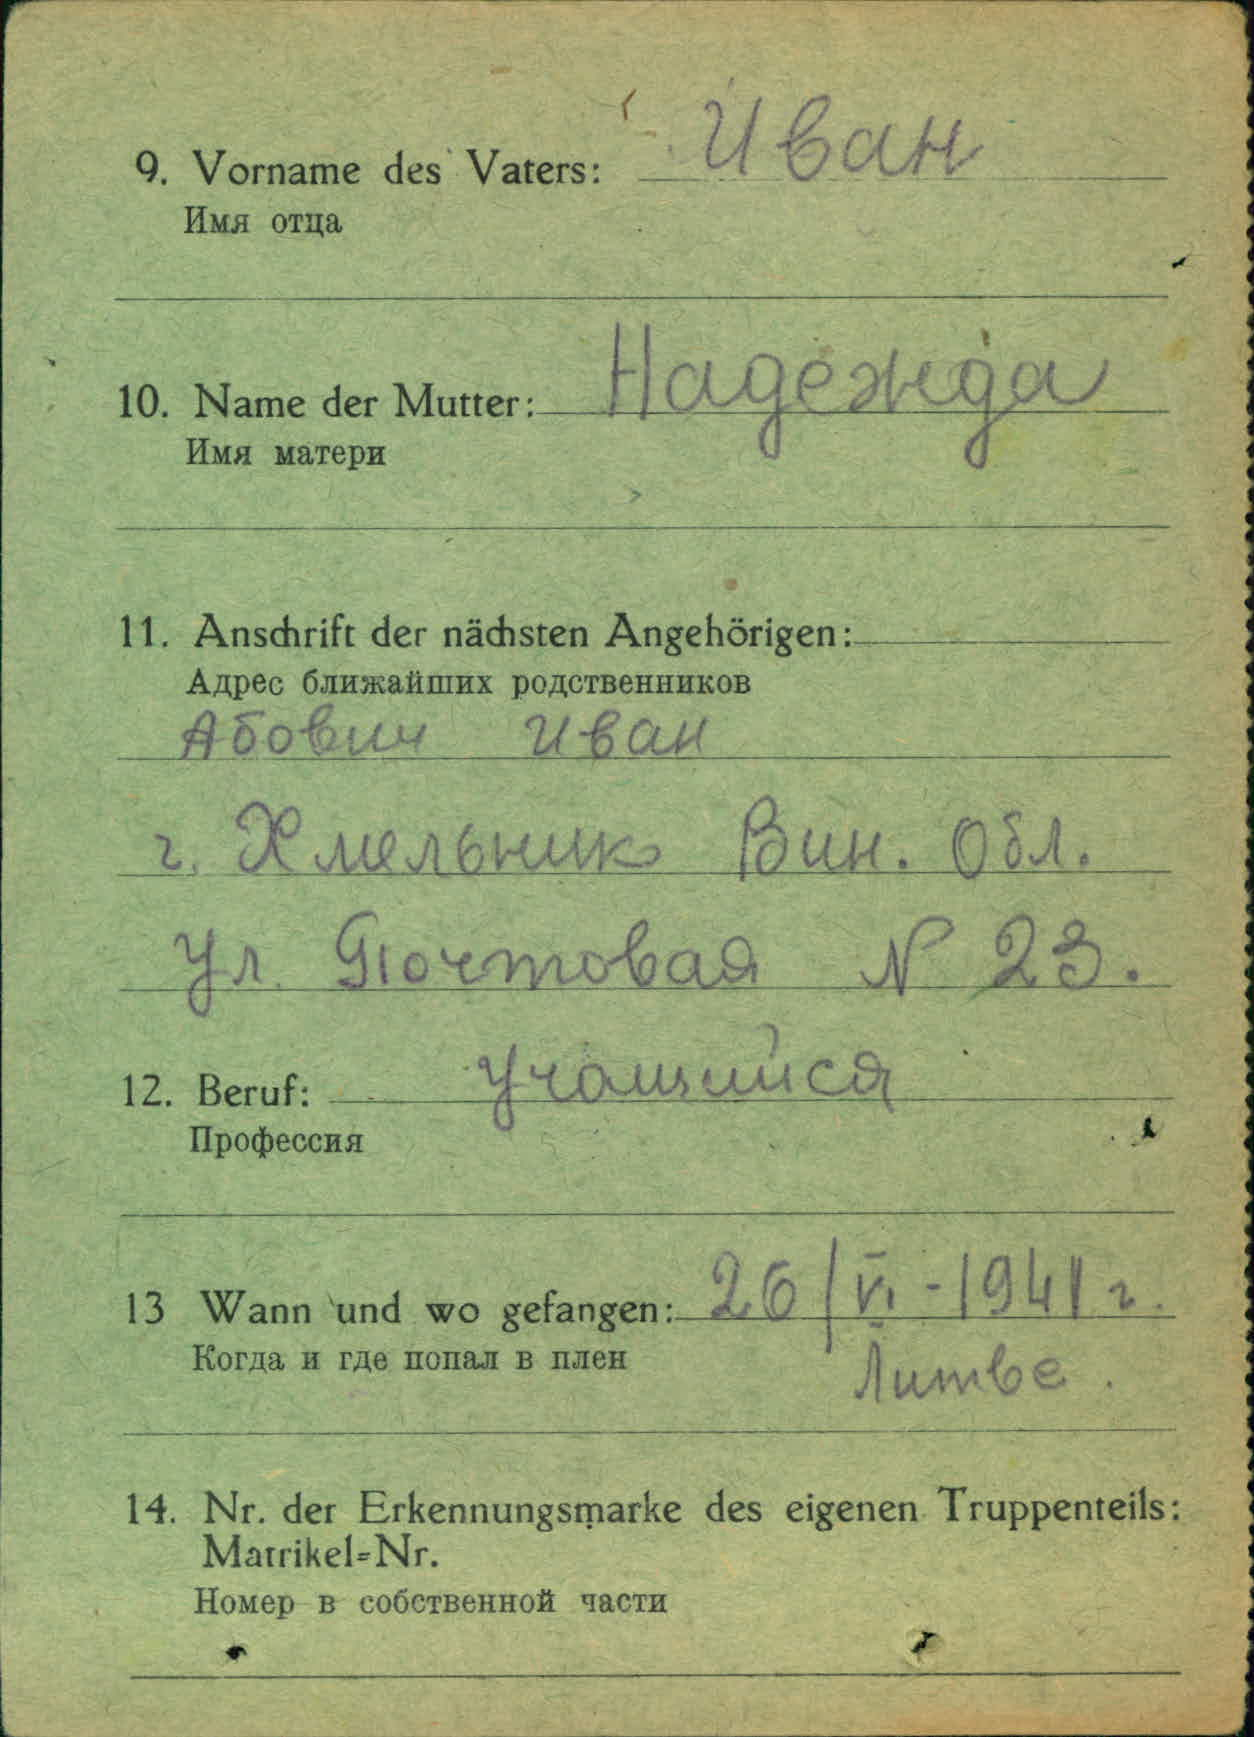 9. Vorname des Vaters: Иван
Имя отца
10. Name der Mutter: Надежда
Имя матери
11. Anschrift der nächsten Angehörigen:
Адрес ближайших родственников
Абович Иван
г. Хмельник Вин. Обл.
Ул. Почтовая N 23.
12. Beruf: Учащийся
Профессия
13 Wann und wo gefangen: 26/VI-1941 г.
Когда и где попал в плен Литве.
14. Nr. der Erkennungsmarke des eigenen Truppenteils:
Matrikel=Nr.
Номер в собственной части